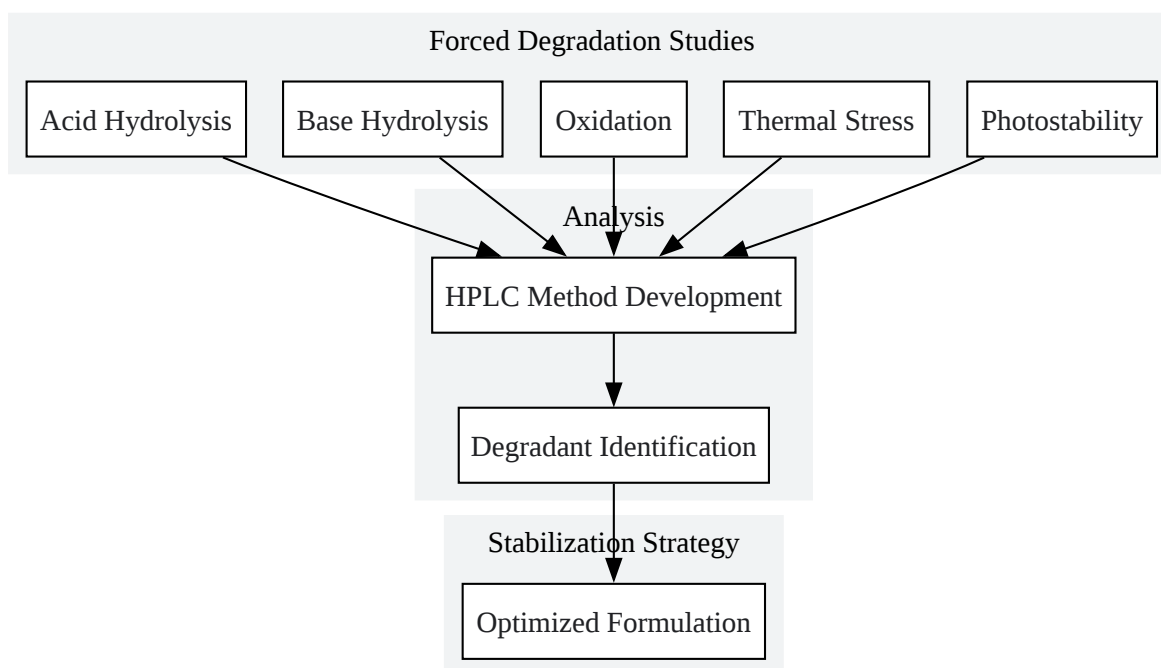 Forced Degradation Studies
Acid Hydrolysis
Base Hydrolysis
Oxidation
Thermal Stress
Photostability
Analysis
HPLC Method Development
Degradant Identification
Stabilization Strategy
Optimized Formulation